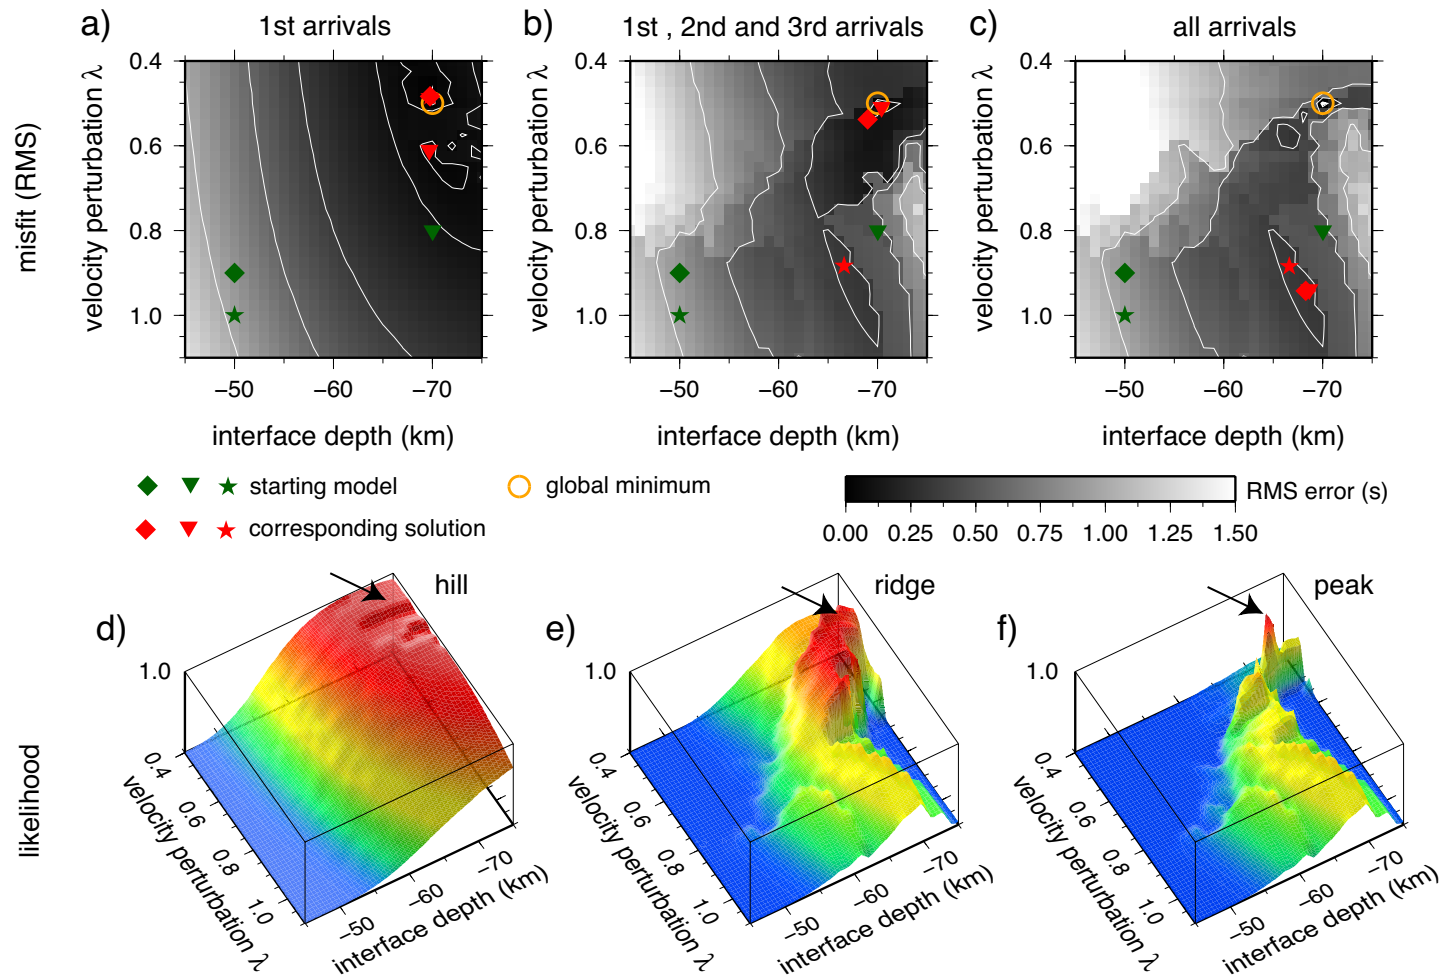 a) 1st arrivals
b) 1st , 2nd and 3rd arrivals
c) all arrivals
misfit (RMS)
velocity perturbation λ
0.4
0.6
0.8
1.0
−50 −60 −70
interface depth (km)
velocity perturbation λ
0.4
0.6
0.8
1.0
−50 −60 −70
interface depth (km)
velocity perturbation λ
0.4
0.6
0.8
1.0
−50 −60 −70
interface depth (km)
starting model
corresponding solution
global minimum
RMS error (s)
0.00 0.25 0.50 0.75 1.00 1.25 1.50
likelihood
d)
hill
1.0
0.4
0.6
0.8
1.0
velocity perturbation λ
−50
−60
−70
interface depth (km)
e)
ridge
1.0
0.4
0.6
0.8
1.0
velocity perturbation λ
−50
−60
−70
interface depth (km)
f)
peak
1.0
0.4
0.6
0.8
1.0
velocity perturbation λ
−50
−60
−70
interface depth (km)